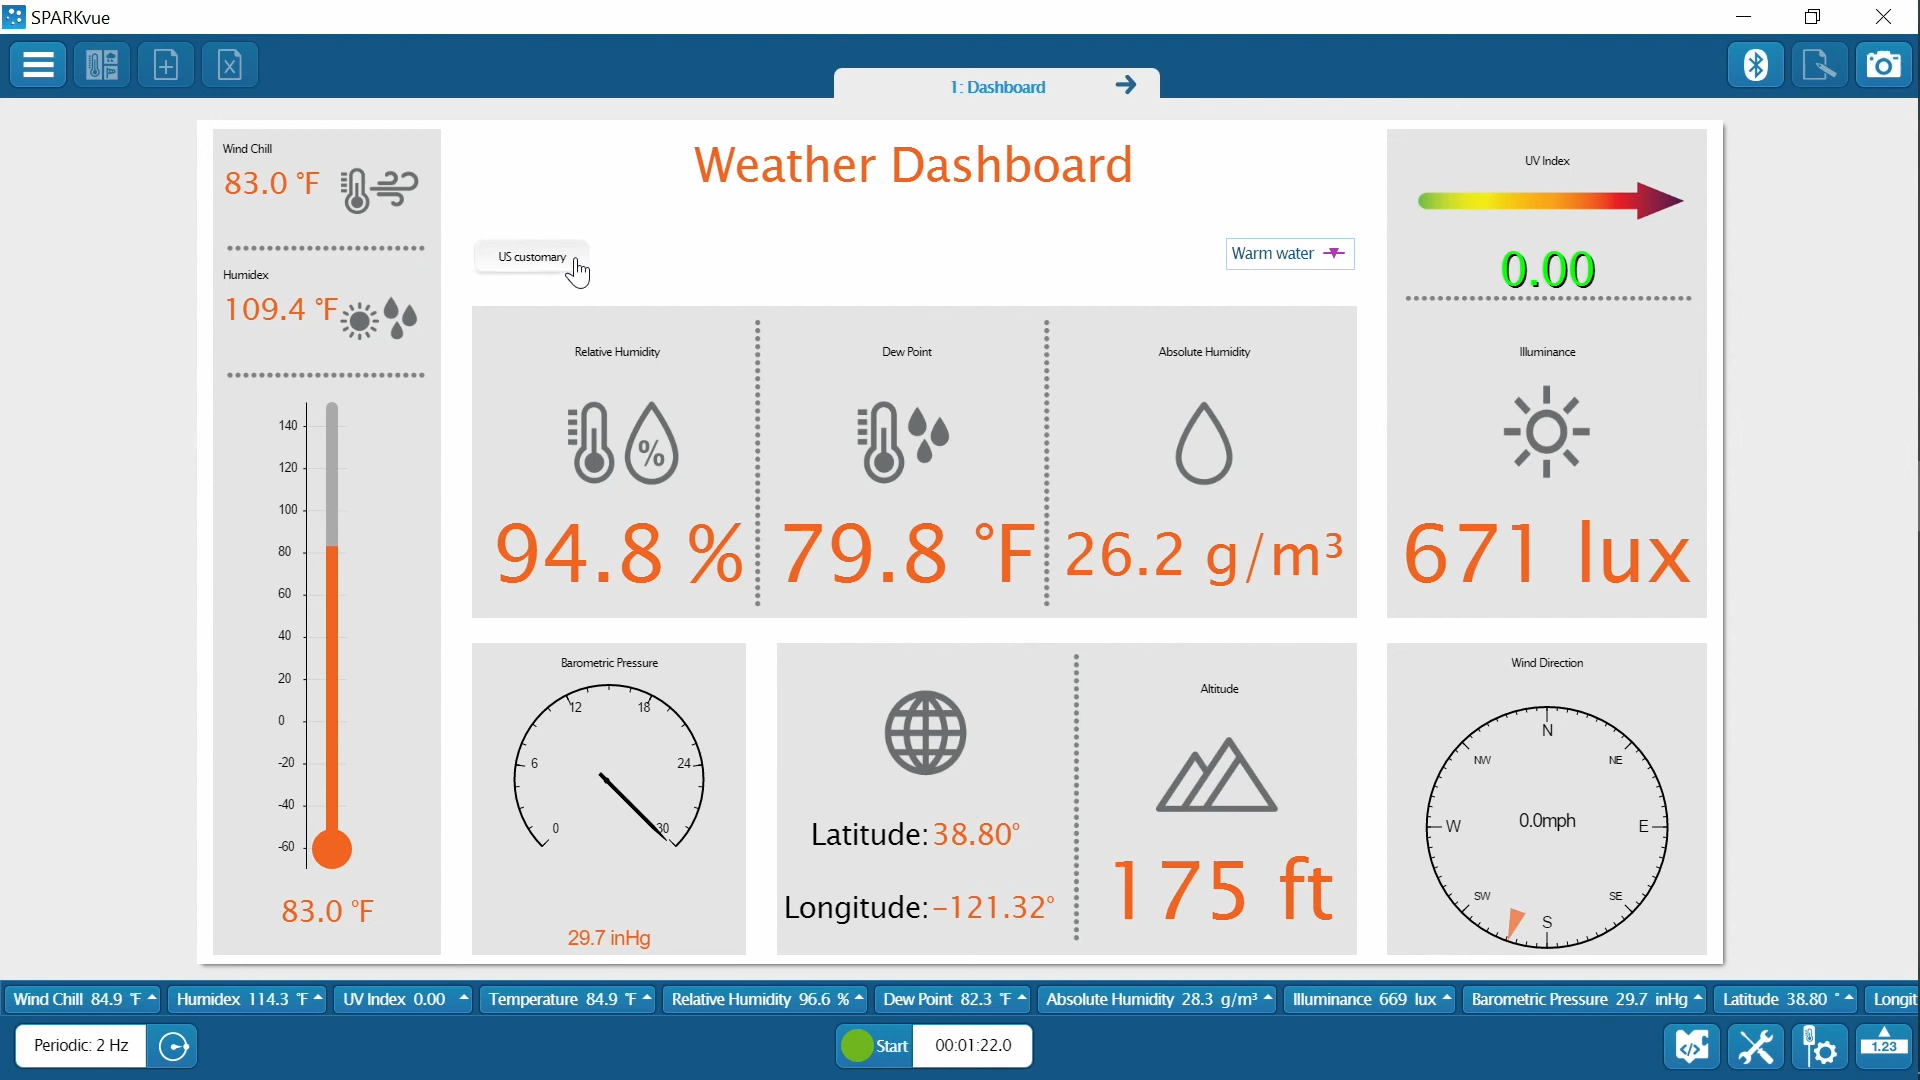 SPARKvue
1: Dashboard
Weather Dashboard
Wind Chill
83.0 °F
Humidex
109.4 °F
140
120
100
80
60
40
20
0
-20
-40
-60
83.0 °F
US customary
Warm water
Relative Humidity
%
94.8 %
Dew Point
79.8 °F
Absolute Humidity
26.2 g/m³
UV Index
0.00
Illuminance
671 lux
Barometric Pressure
0
6
12
18
24
30
29.7 inHg
Latitude: 38.80°
Longitude: -121.32°
Altitude
175 ft
Wind Direction
N
NW NE
W 0.0mph E
SW SE
S
Wind Chill 84.9 °F Humidex 114.3 °F UV Index 0.00 Temperature 84.9 °F Relative Humidity 96.6 % Dew Point 82.3 °F Absolute Humidity 28.3 g/m³ Illuminance 669 lux Barometric Pressure 29.7 inHg Latitude 38.80 ° Longit
Periodic: 2 Hz Start 00:01:22.0 1.23